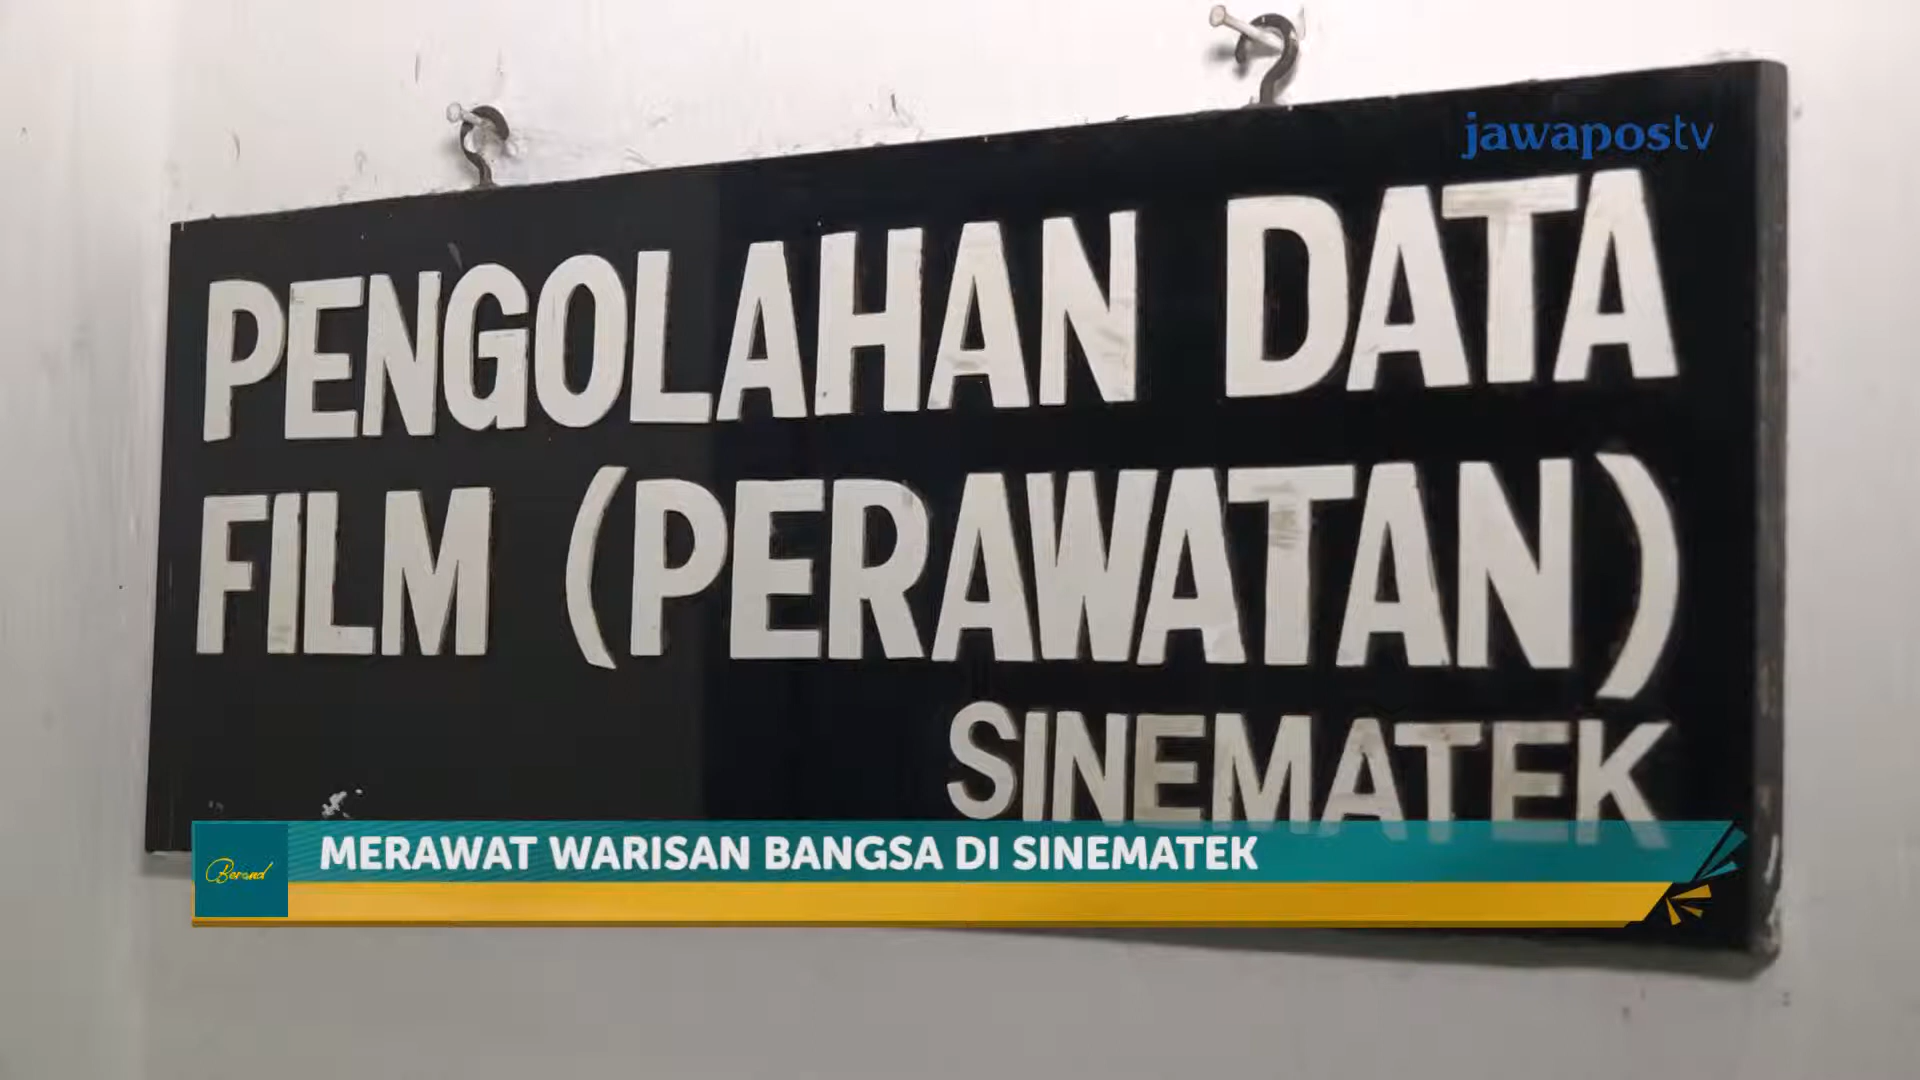 jawapostv
PENGOLAHAN DATA
FILM (PERAWATAN)
SINEMATEK
MERAWAT WARISAN BANGSA DI SINEMATEK